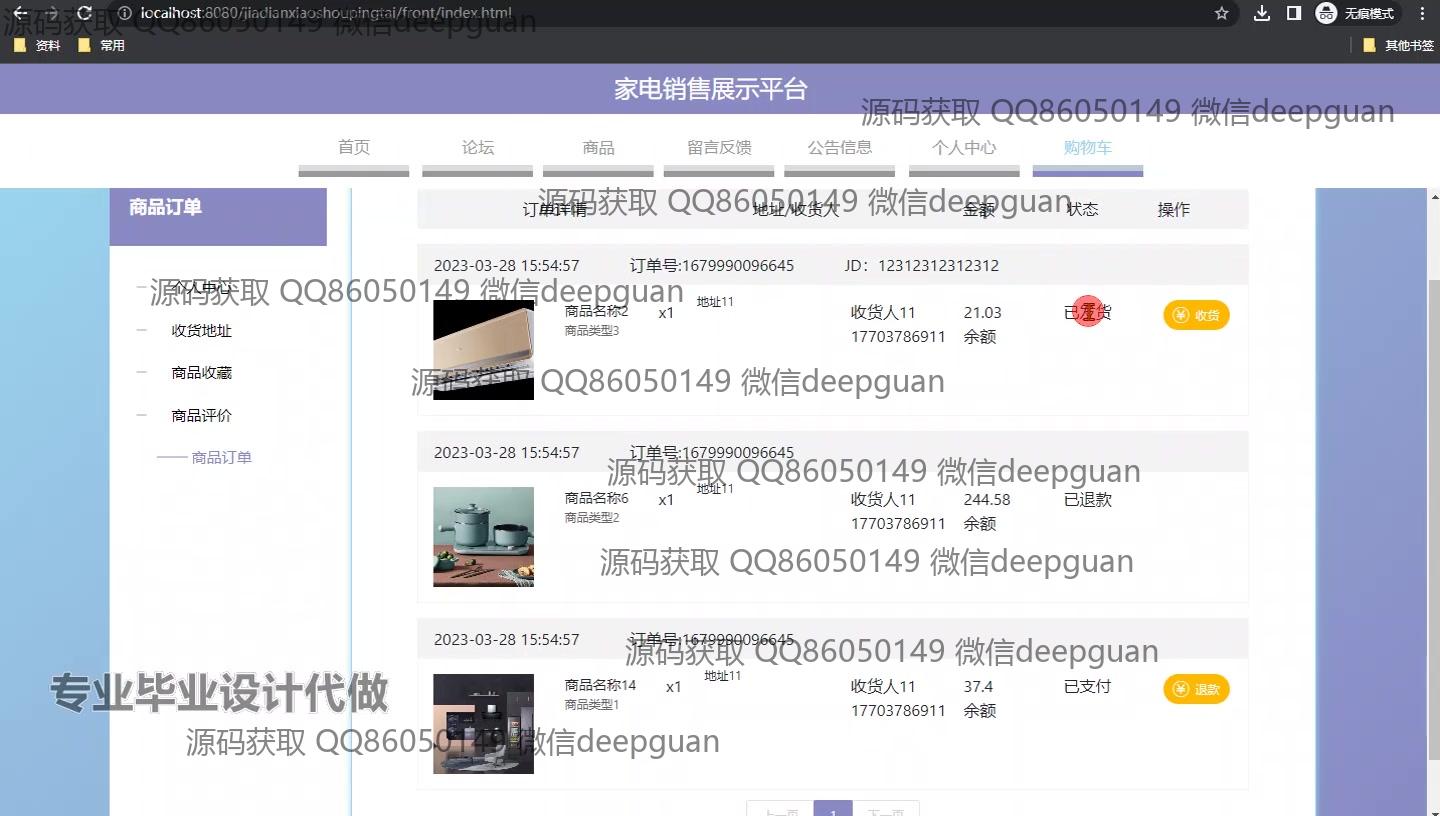 localhost:8080/jiadianxiaoshoupingtai/front/index.html
无痕模式
源码获取 QQ86050149 微信deepguan
资料 常用 其他书签
家电销售展示平台
源码获取 QQ86050149 微信deepguan
首页 论坛 商品 留言反馈 公告信息 个人中心 购物车
商品订单
源码获取 QQ86050149 微信deepguan
订单详情 地址/收货人 金额 状态 操作
2023-03-28 15:54:57 订单号:1679990096645 JD：12312312312312
个人中心
源码获取 QQ86050149 微信deepguan
商品名称2 x1 地址11 收货人11 21.03 已发货 收货
商品类型3 17703786911 余额
收货地址
商品收藏
源码获取 QQ86050149 微信deepguan
商品评价
商品订单
2023-03-28 15:54:57 订单号:1679990096645
源码获取 QQ86050149 微信deepguan
商品名称6 x1 地址11 收货人11 244.58 已退款
商品类型2 17703786911 余额
源码获取 QQ86050149 微信deepguan
2023-03-28 15:54:57 订单号:1679990096645
源码获取 QQ86050149 微信deepguan
商品名称14 x1 地址11 收货人11 37.4 已支付 退款
商品类型1 17703786911 余额
专业毕业设计代做
源码获取 QQ86050149 微信deepguan
上一页 1 下一页